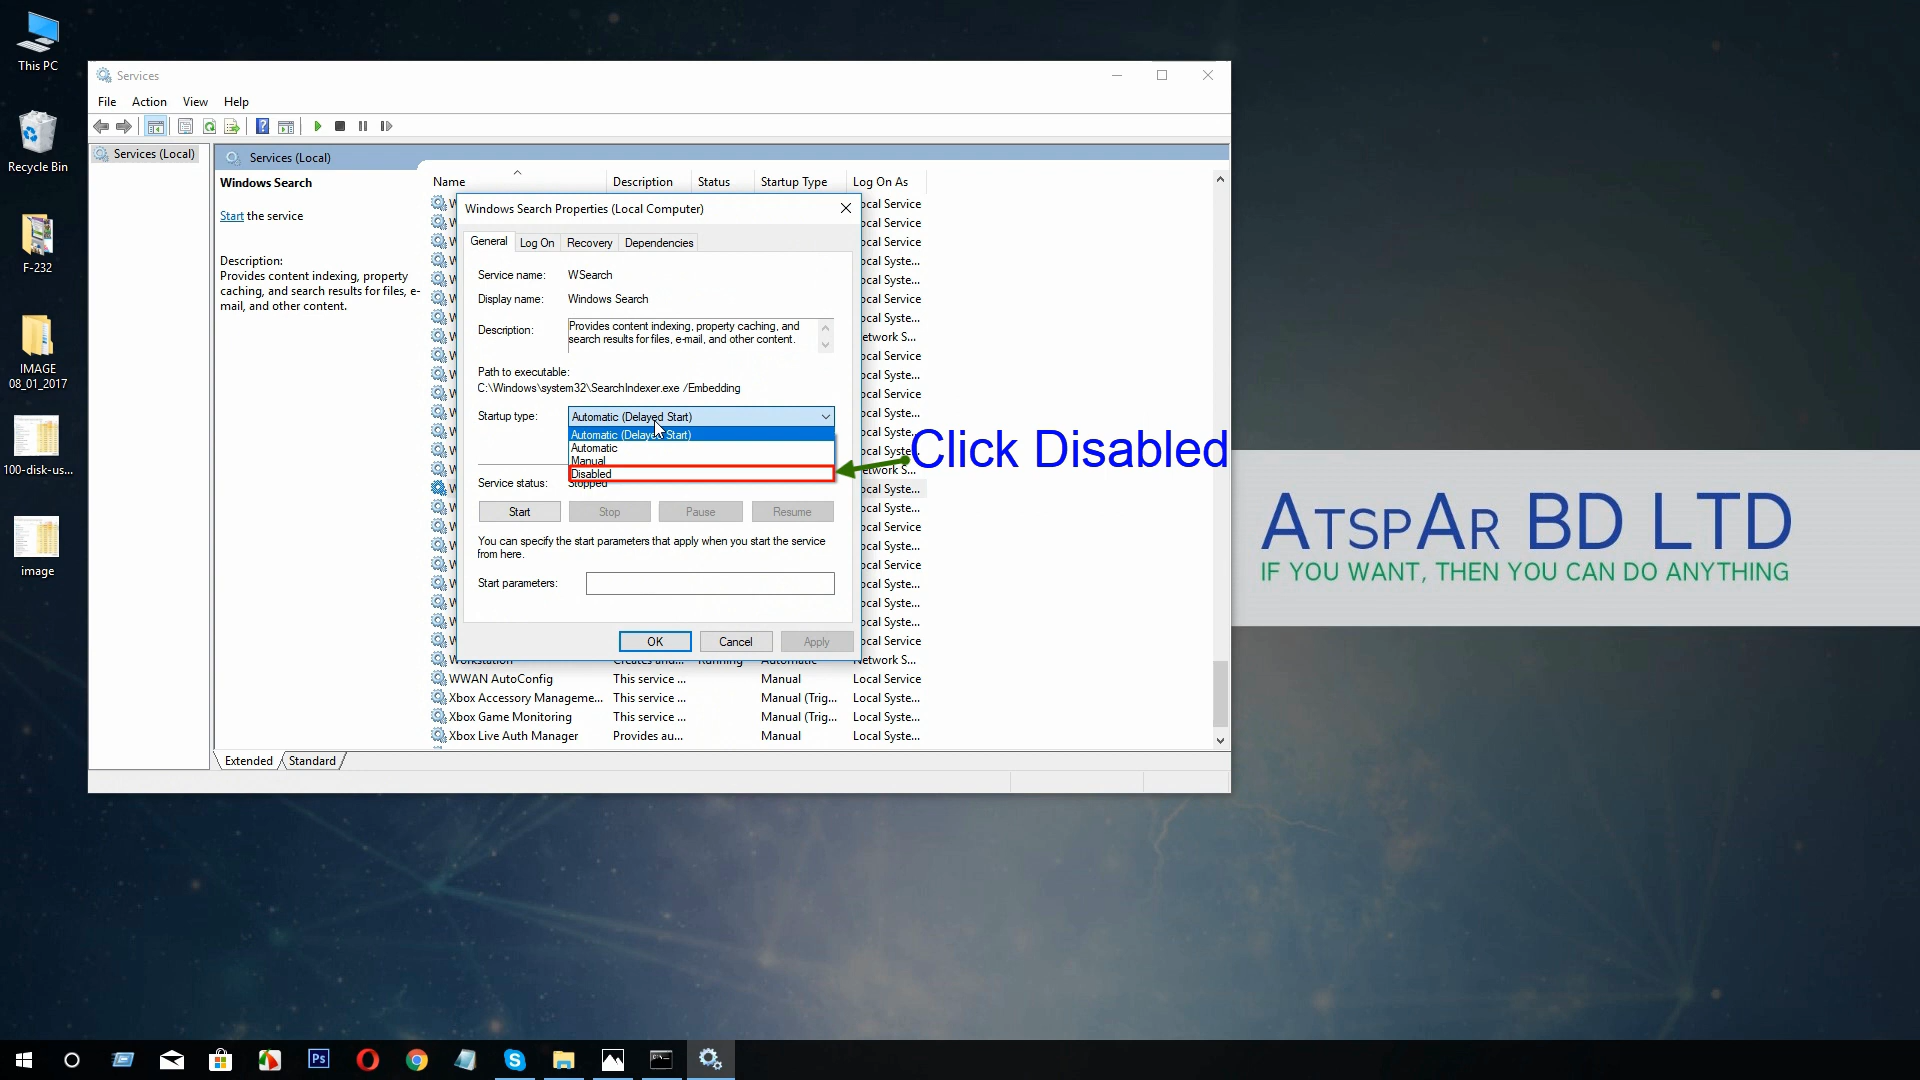 This PC
Recycle Bin
F-232
IMAGE
08_01_2017
100-disk-us...
image
Services
File Action View Help
Services (Local)
Services (Local)
Windows Search
Start the service
Description:
Provides content indexing, property
caching, and search results for files, e-
mail, and other content.
Name Description Status Startup Type Log On As
Windows Search Properties (Local Computer)
General Log On Recovery Dependencies
Service name: WSearch
Display name: Windows Search
Description: Provides content indexing, property caching, and
search results for files, e-mail, and other content.
Path to executable:
C:\Windows\system32\SearchIndexer.exe /Embedding
Startup type: Automatic (Delayed Start)
Automatic (Delayed Start)
Automatic
Manual
Disabled
Service status: Stopped
Start Stop Pause Resume
You can specify the start parameters that apply when you start the service
from here.
Start parameters:
OK Cancel Apply
Click Disabled
Workstation Creates and... Running Automatic Network S...
WWAN AutoConfig This service ... Manual Local Service
Xbox Accessory Manageme... This service ... Manual (Trig... Local Syste...
Xbox Game Monitoring This service ... Manual (Trig... Local Syste...
Xbox Live Auth Manager Provides au... Manual Local Syste...
Extended Standard
ATSPAR BD LTD
IF YOU WANT, THEN YOU CAN DO ANYTHING
Ps